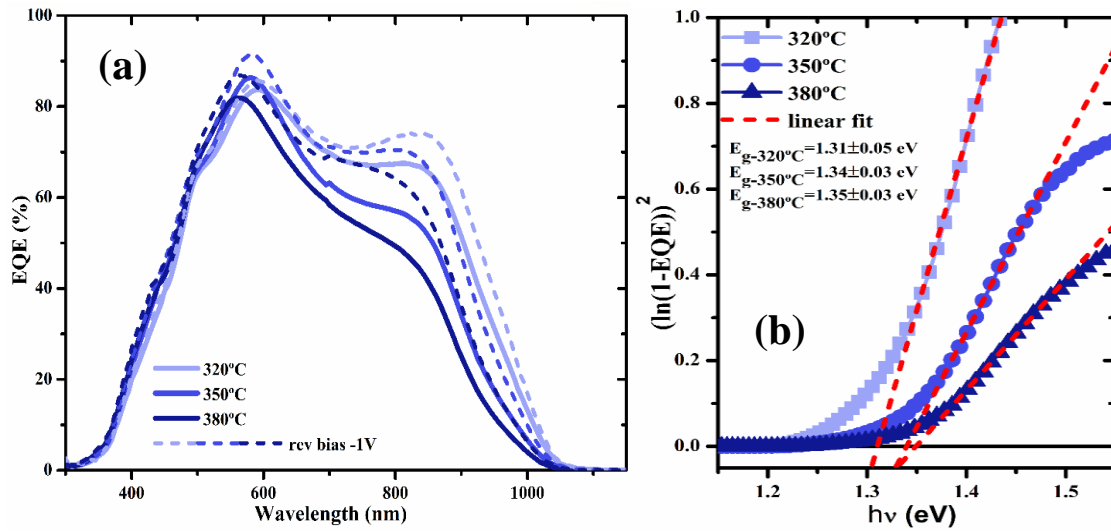 (a)
EQE (%)
100
80
60
40
20
0
320ºC
350ºC
380ºC
rev bias -1V
400 600 800 1000
Wavelength (nm)
(b)
(ln(1-EQE))²
1.0
0.8
0.6
0.4
0.2
0.0
320ºC
350ºC
380ºC
linear fit
Eg-320ºC=1.31±0.05 eV
Eg-350ºC=1.34±0.03 eV
Eg-380ºC=1.35±0.03 eV
1.2 1.3 1.4 1.5
hν (eV)